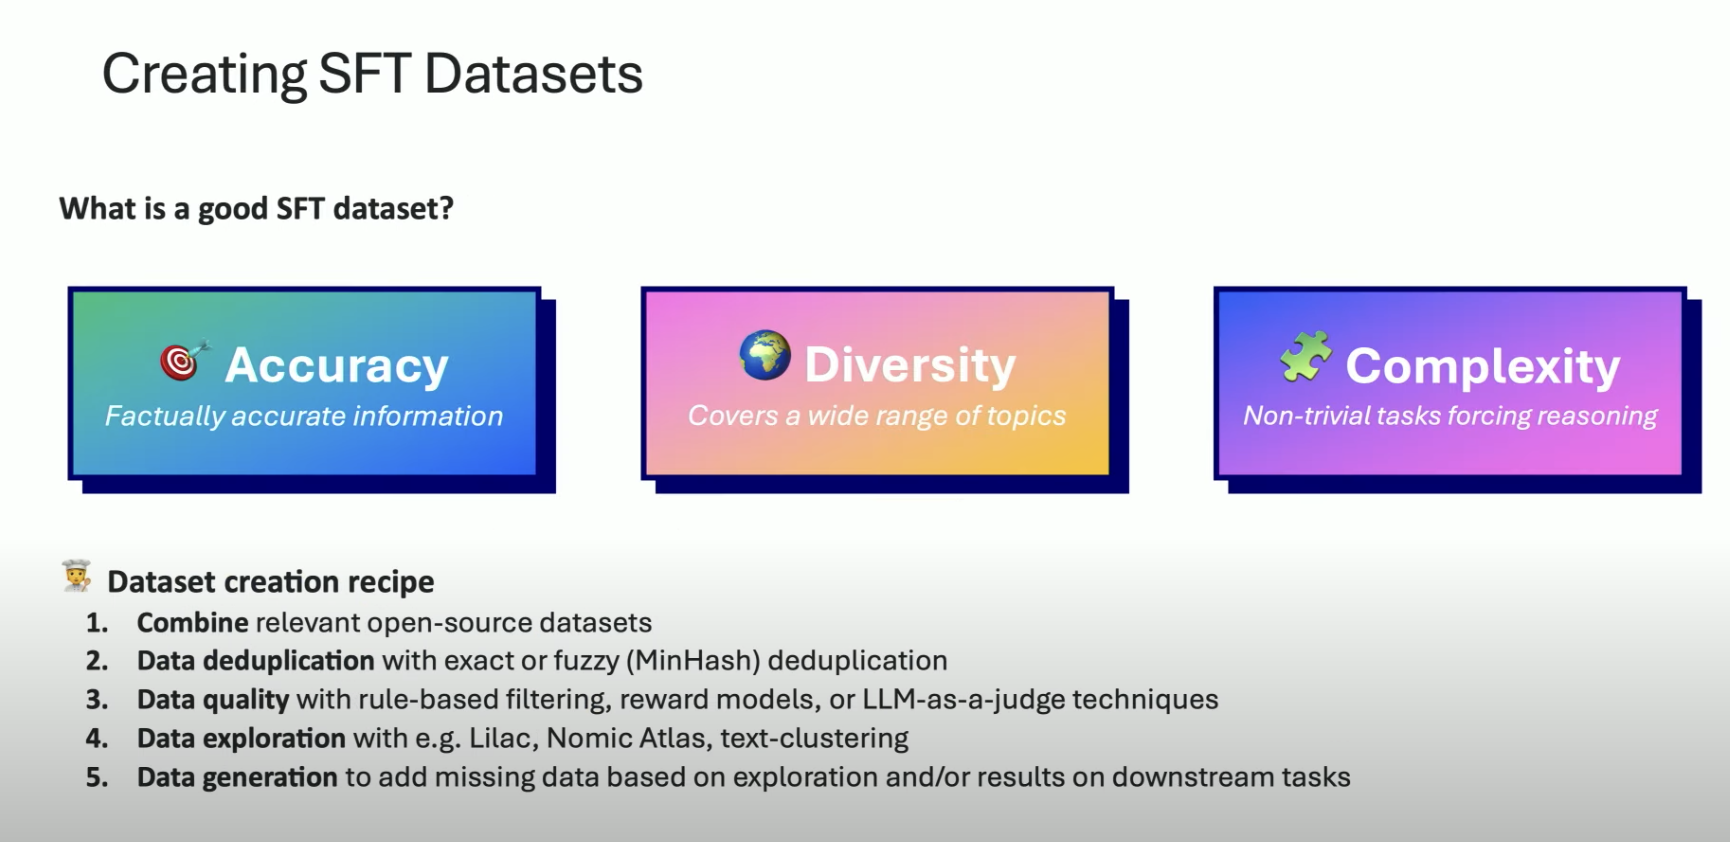 Creating SFT Datasets
What is a good SFT dataset?
Accuracy
Factually accurate information
Diversity
Covers a wide range of topics
Complexity
Non-trivial tasks forcing reasoning
Dataset creation recipe
1. Combine relevant open-source datasets
2. Data deduplication with exact or fuzzy (MinHash) deduplication
3. Data quality with rule-based filtering, reward models, or LLM-as-a-judge techniques
4. Data exploration with e.g. Lilac, Nomic Atlas, text-clustering
5. Data generation to add missing data based on exploration and/or results on downstream tasks